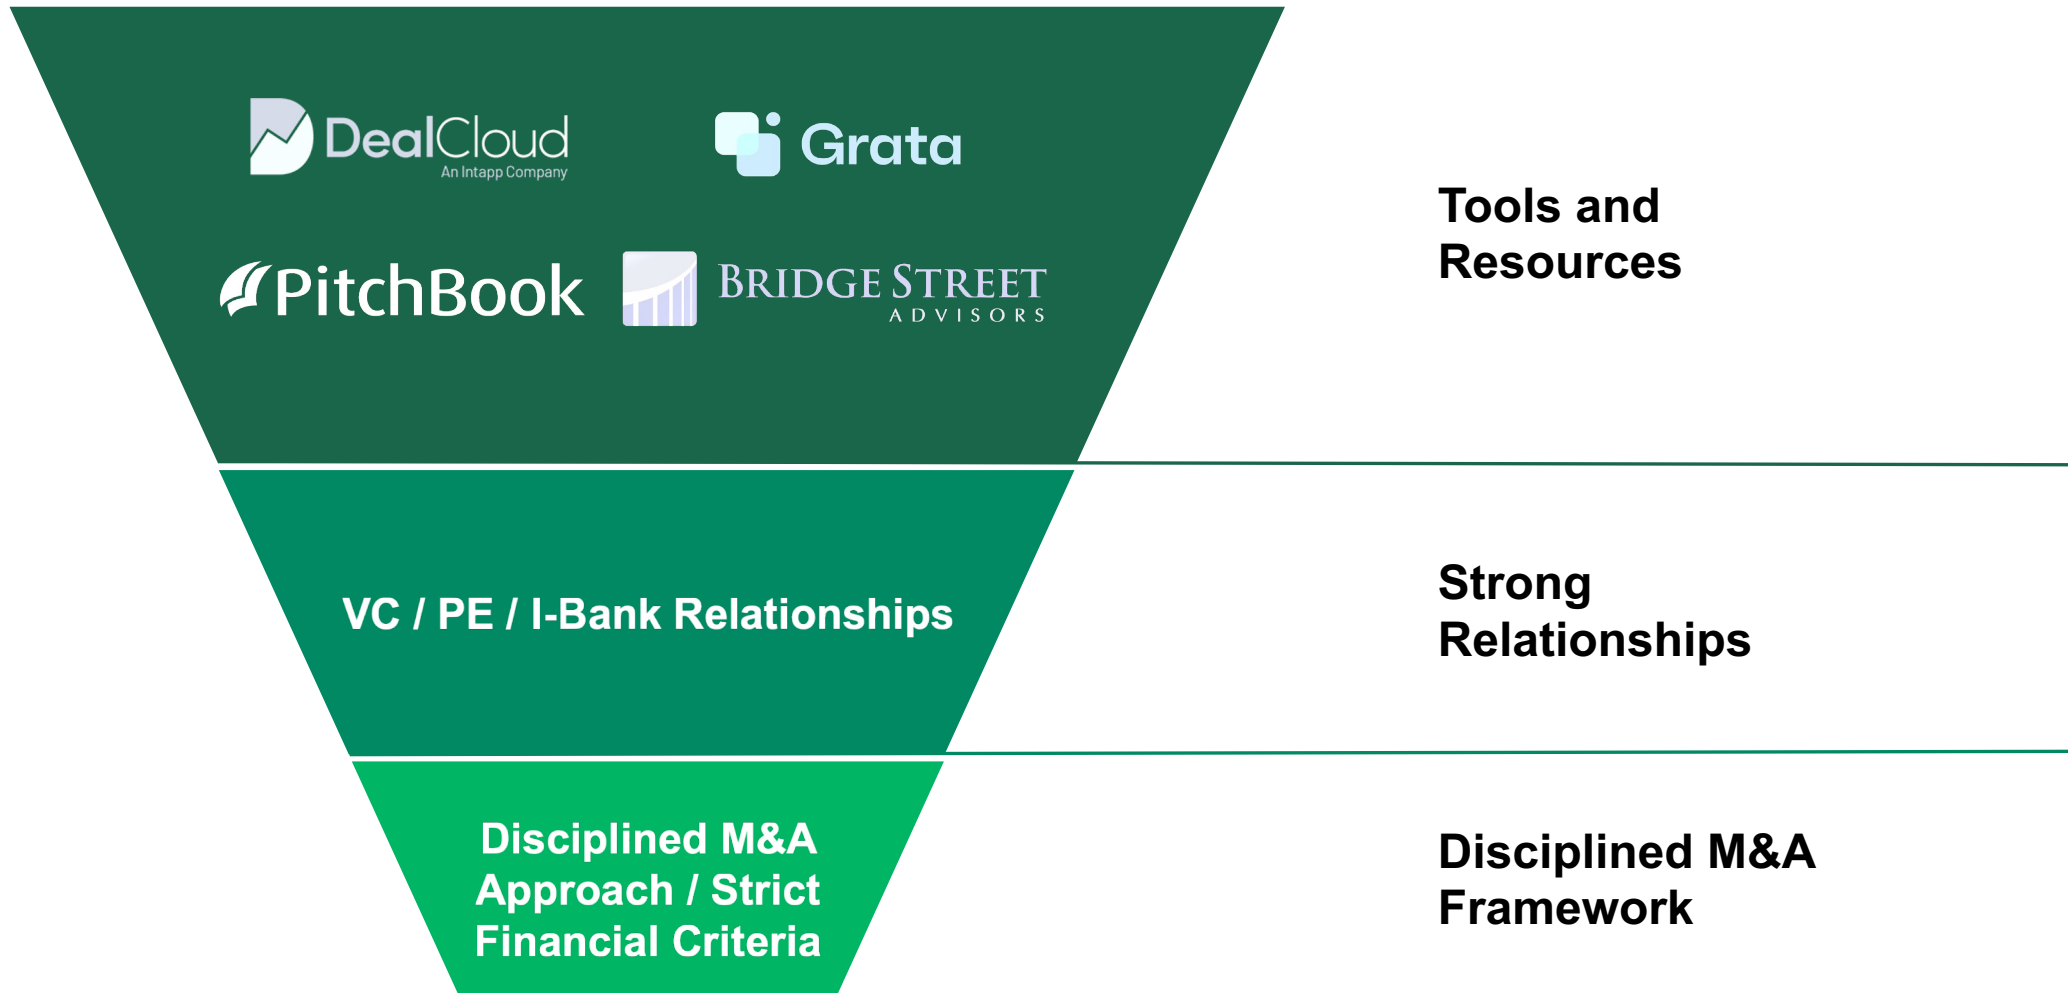 DealCloud
An Intapp Company
Grata
PitchBook
BRIDGE STREET
ADVISORS
Tools and
Resources
VC / PE / I-Bank Relationships
Strong
Relationships
Disciplined M&A
Approach / Strict
Financial Criteria
Disciplined M&A
Framework